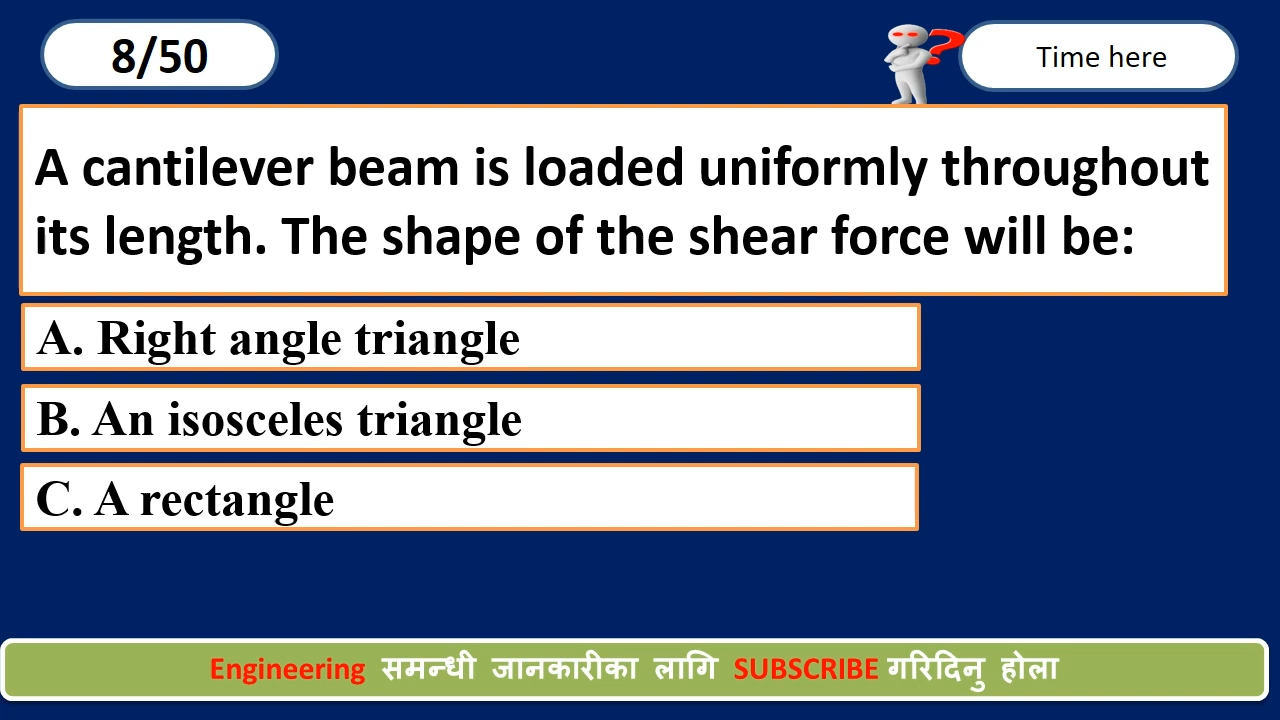 8/50
Time here
A cantilever beam is loaded uniformly throughout
its length. The shape of the shear force will be:
A. Right angle triangle
B. An isosceles triangle
C. A rectangle
Engineering समन्धी जानकारीका लागि SUBSCRIBE गरिदिनु होला